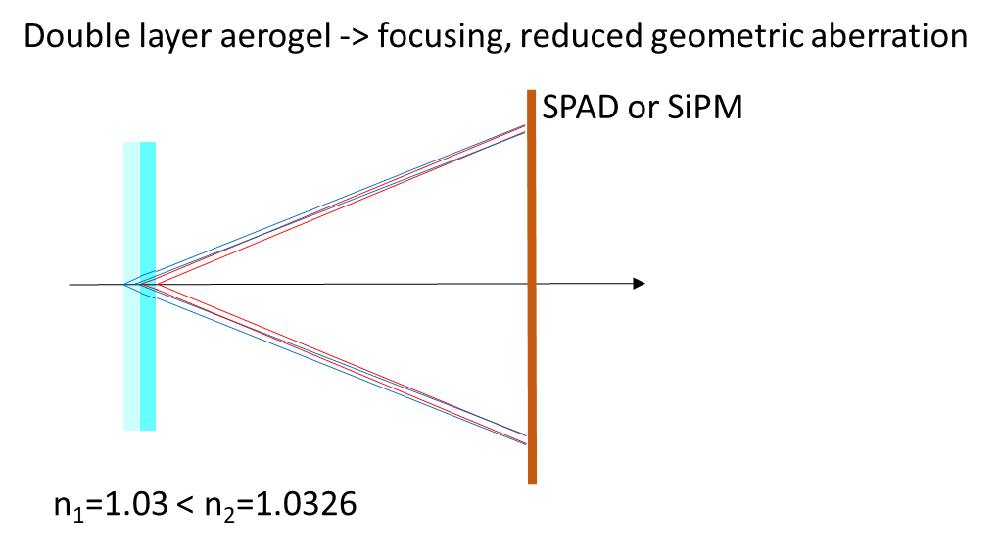 Double layer aerogel -> focusing, reduced geometric aberration
SPAD or SiPM
n₁=1.03 < n₂=1.0326